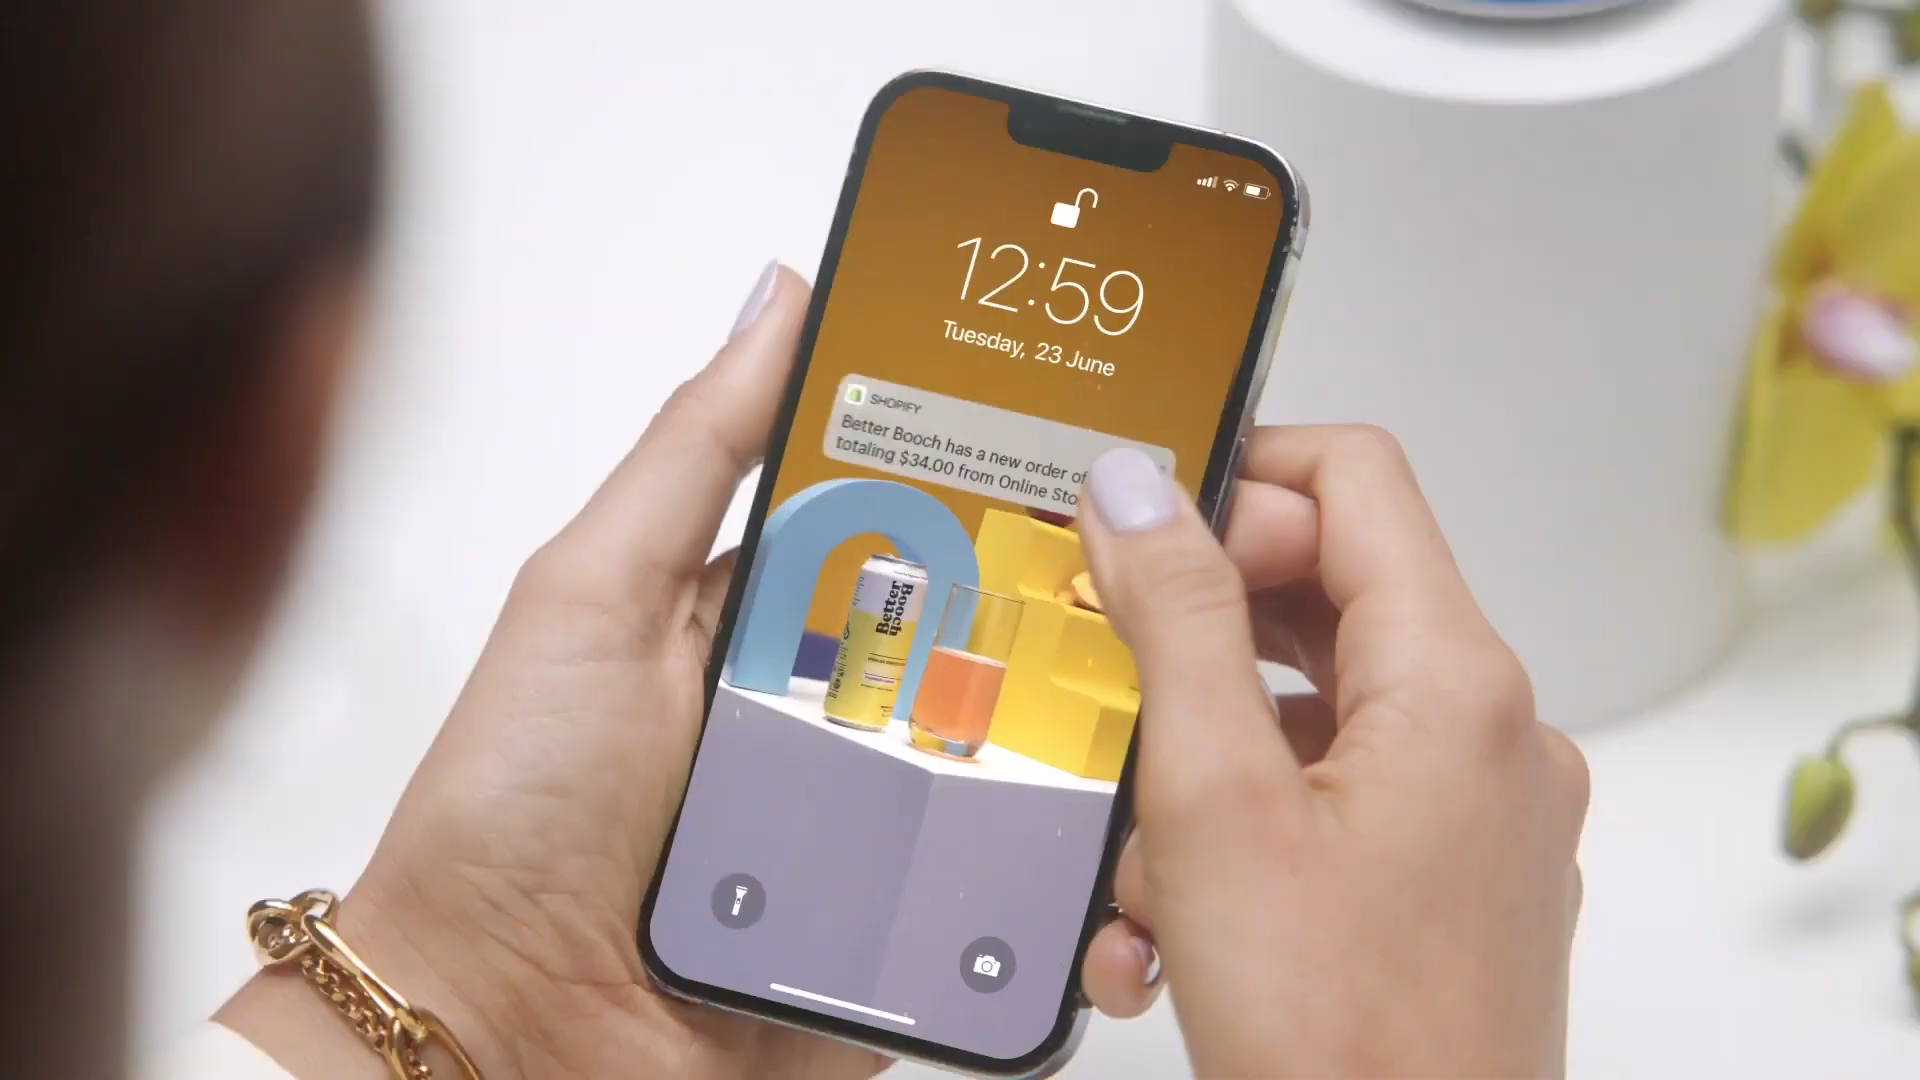 12:59
Tuesday, 23 June
SHOPIFY
Better Booch has a new order of
totaling $34.00 from Online Sto
Better
Booch